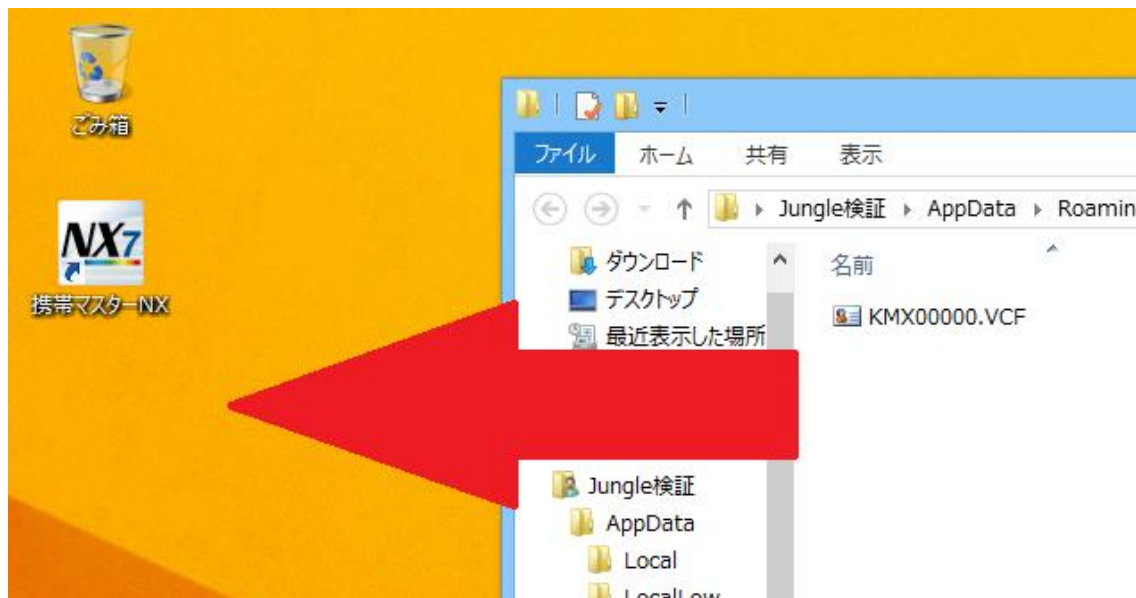 ごみ箱
NX7
携帯マスターNX
ファイル ホーム 共有 表示
Jungle検証 AppData Roamin
ダウンロード
デスクトップ
最近表示した場所
Jungle検証
AppData
Local
LocalLow
名前
KMX00000.VCF